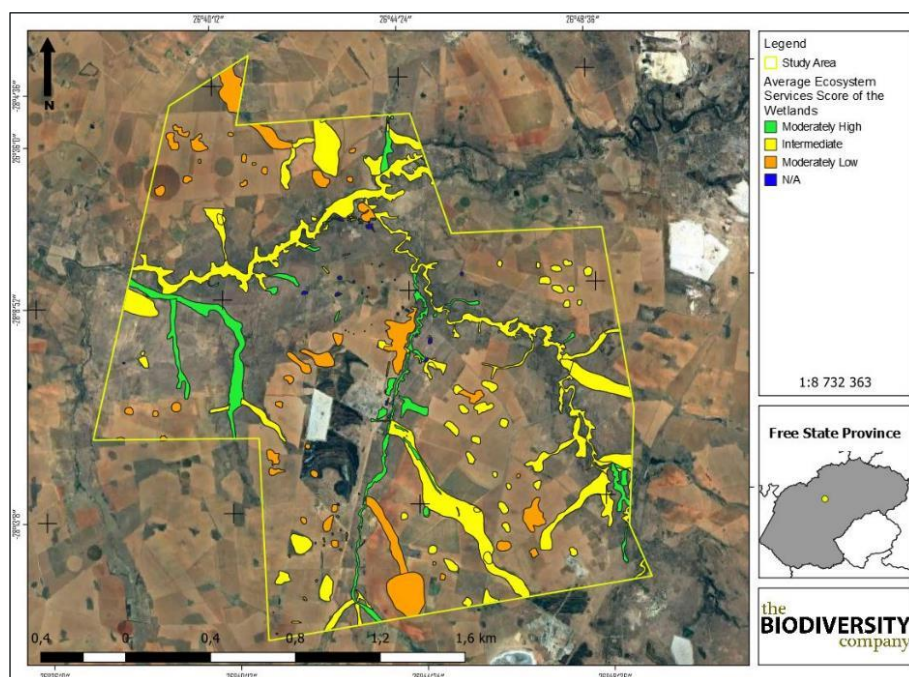 26°40'12"
26°44'24"
26°48'36"
N
Legend
Study Area
Average Ecosystem
Services Score of the
Wetlands
Moderately High
Intermediate
Moderately Low
N/A
1:8 732 363
Free State Province
0,4 0 0,4 0,8 1,2 1,6 km
the
BIODIVERSITY
company